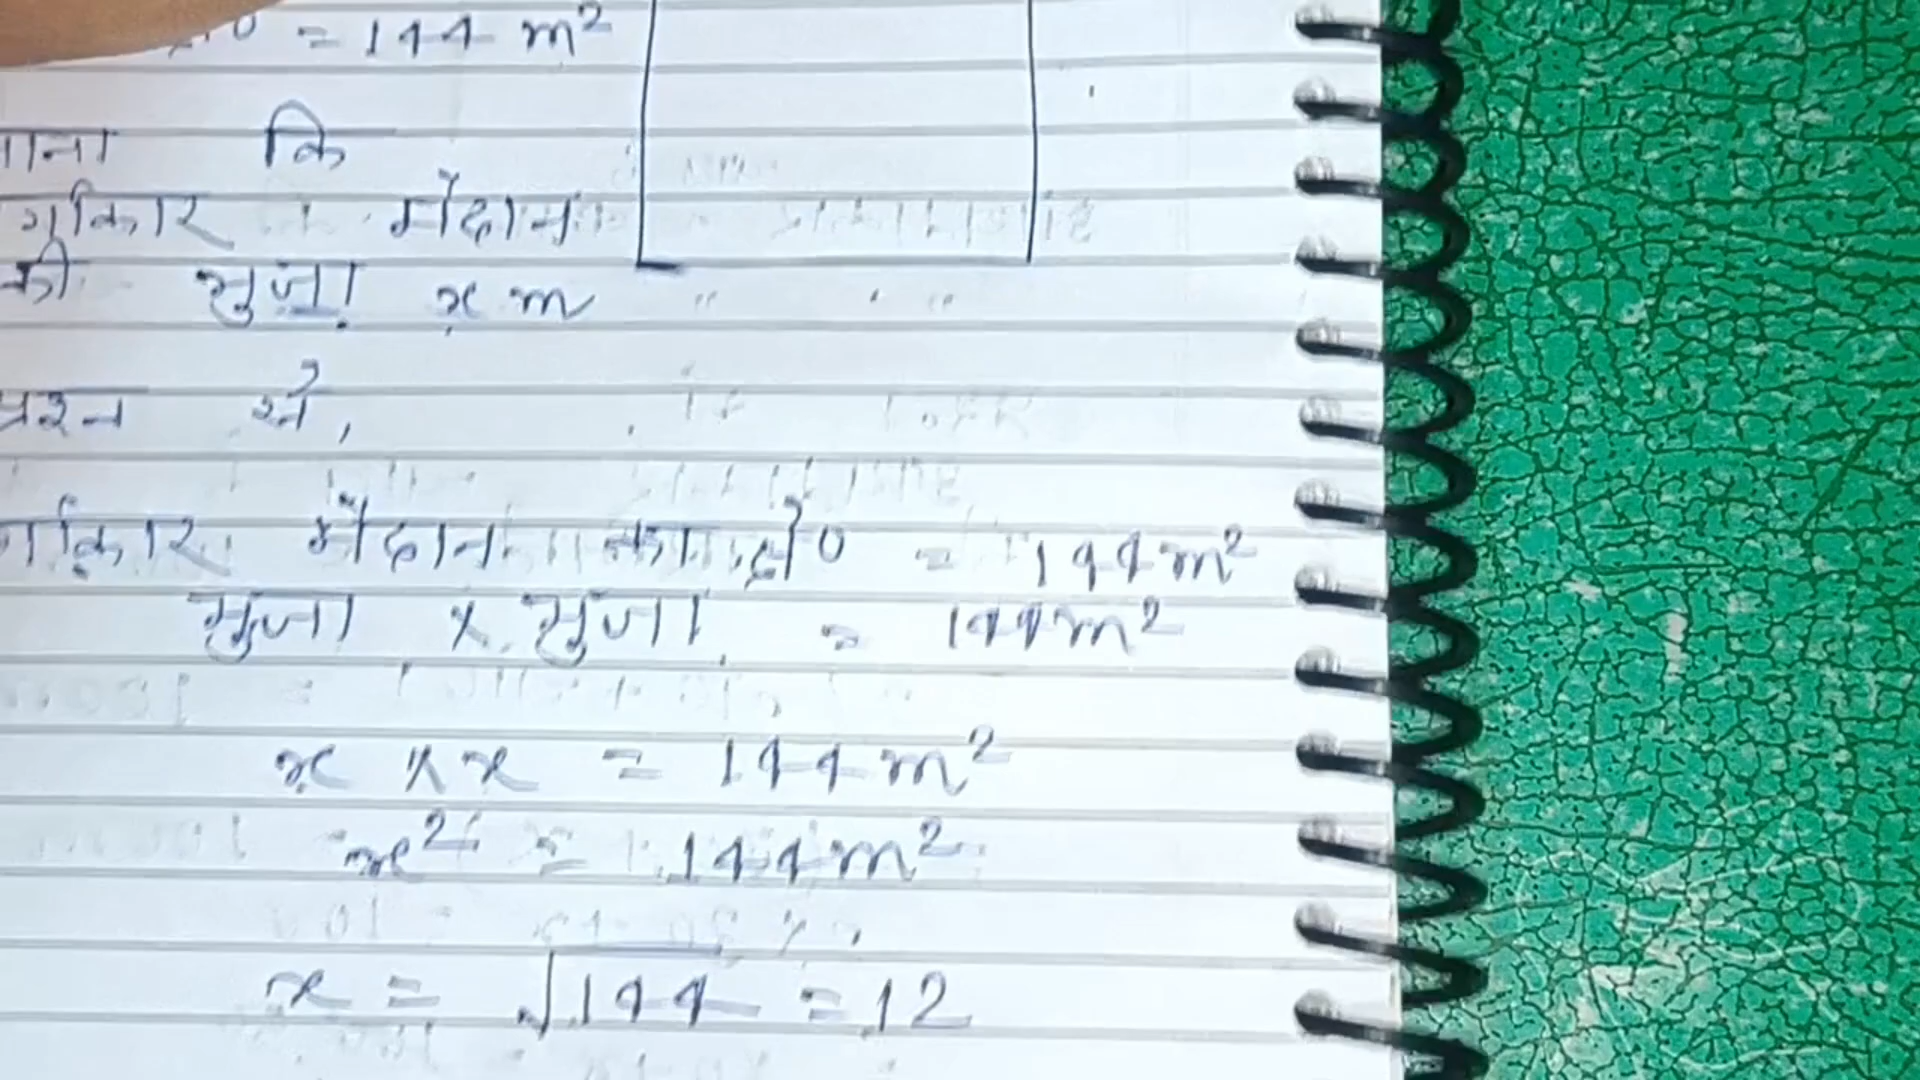 = 144 m²
माना कि
वर्गाकार मैदान
की भुजा x m
प्रश्न से,
वर्गाकार मैदान का क्षे० = 144 m²
भुजा × भुजा = 144 m²
x × x = 144 m²
x² = 144 m²
x = √144 = 12